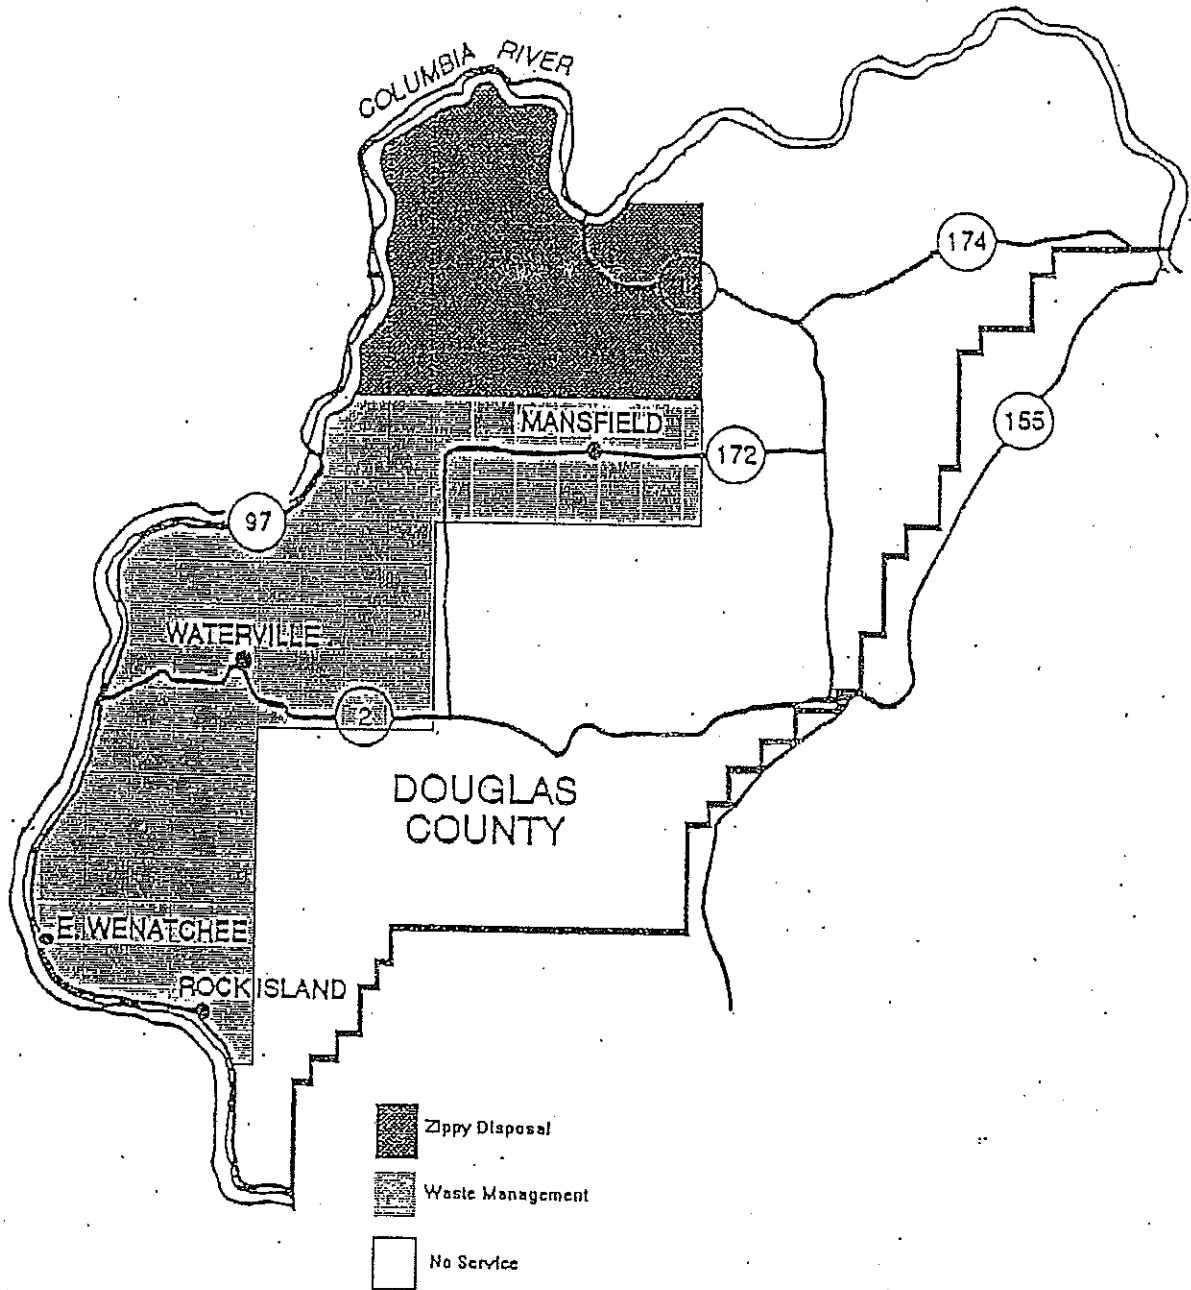 COLUMBIA RIVER
174
MANSFIELD
172
155
97
WATERVILLE
2
DOUGLAS
COUNTY
E. WENATCHEE
ROCK ISLAND
Zippy Disposal
Waste Management
No Service